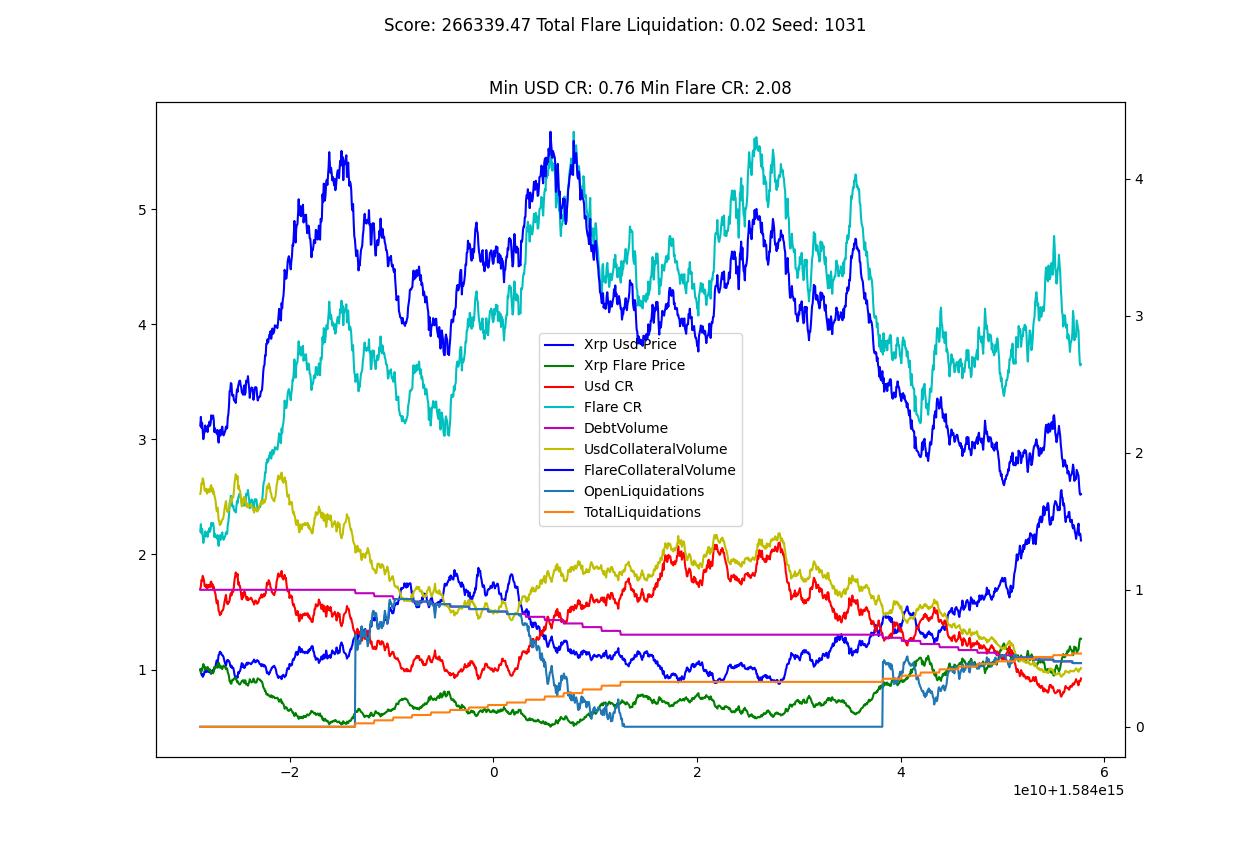 Score: 266339.47 Total Flare Liquidation: 0.02 Seed: 1031
Min USD CR: 0.76 Min Flare CR: 2.08
5
4
3
2
1
4
3
2
1
0
Xrp Usd Price
Xrp Flare Price
Usd CR
Flare CR
DebtVolume
UsdCollateralVolume
FlareCollateralVolume
OpenLiquidations
TotalLiquidations
−2 0 2 4 6
1e10+1.584e15